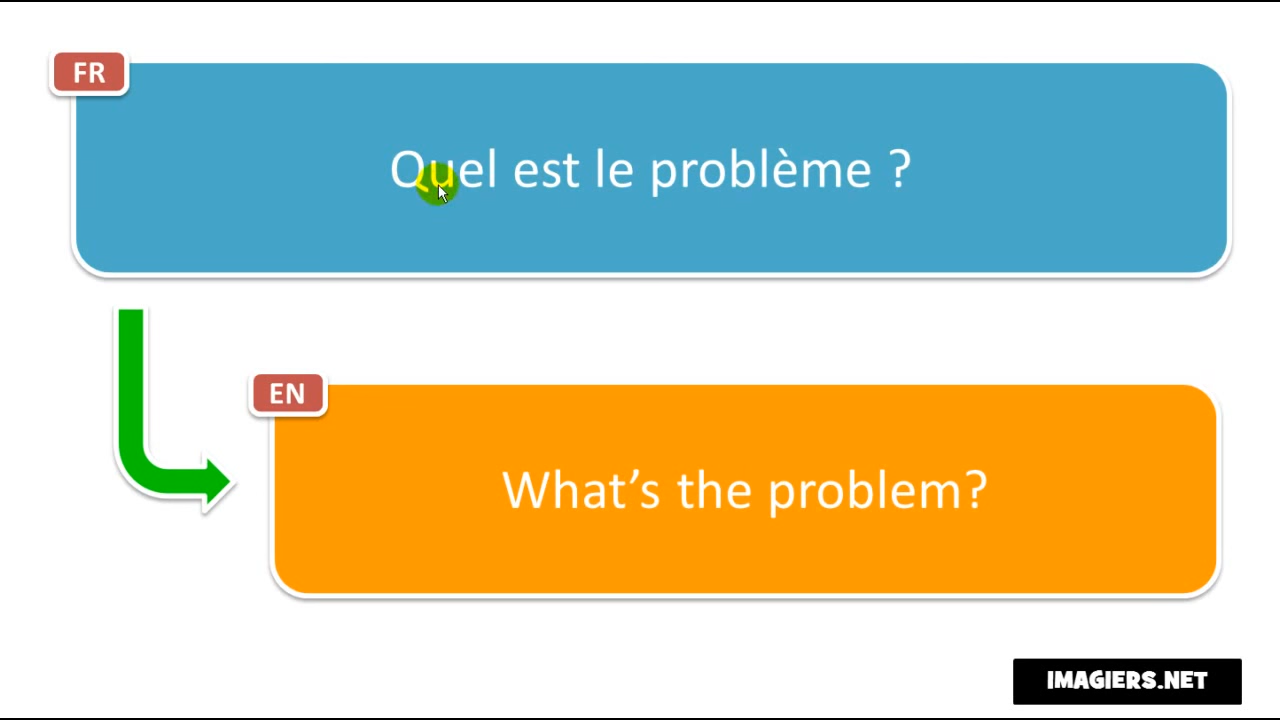 FR
Quel est le problème ?
EN
What’s the problem?
IMAGIERS.NET